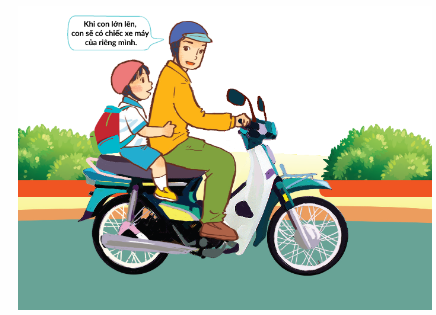 Khi con lớn lên,
con sẽ có chiếc xe máy
của riêng mình.